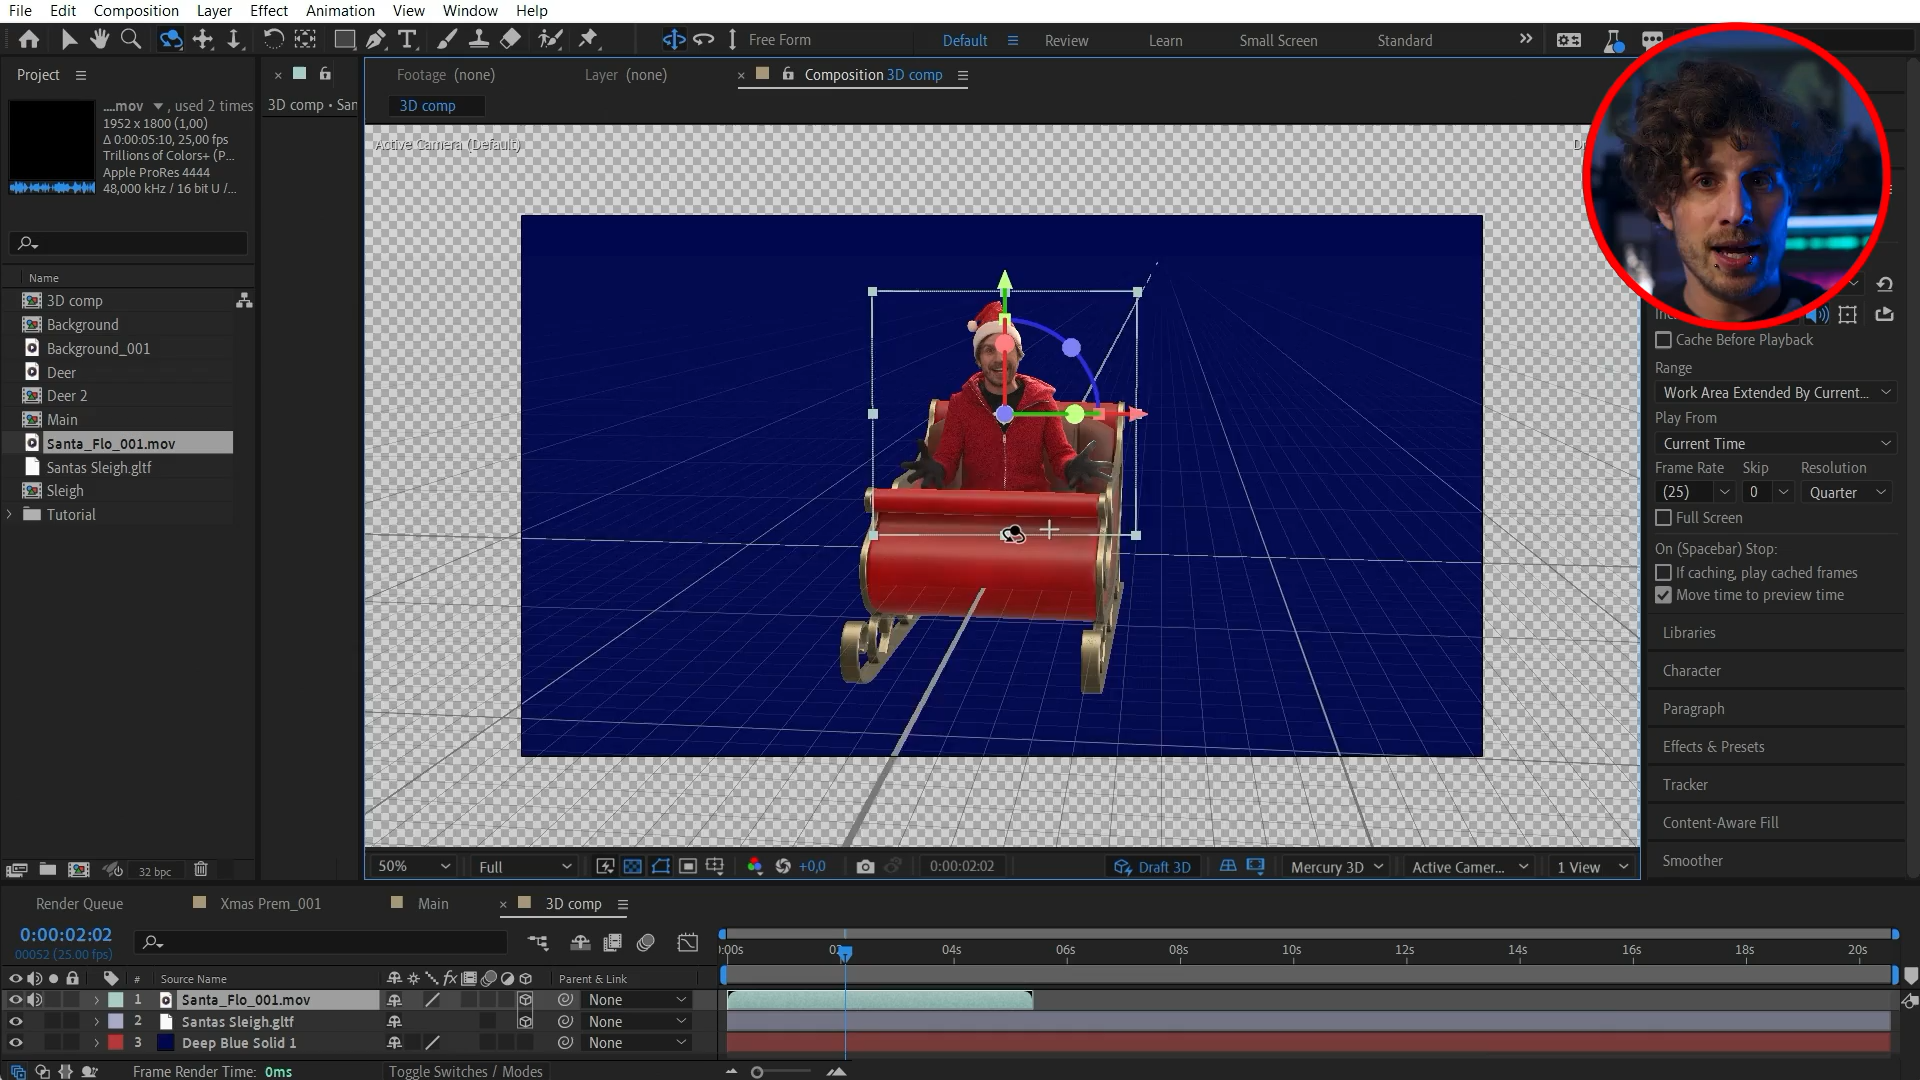 File Edit Composition Layer Effect Animation View Window Help
Free Form Default Review Learn Small Screen Standard
Project
Footage (none) Layer (none) Composition 3D comp
....mov , used 2 times
1952 x 1800 (1,00)
Δ 0:00:05:10, 25,00 fps
Trillions of Colors+ (P...
Apple ProRes 4444
48,000 kHz / 16 bit U /...
3D comp • San
3D comp
Active Camera (Default)
Name
3D comp
Background
Background_001
Deer
Deer 2
Main
Santa_Flo_001.mov
Santas Sleigh.gltf
Sleigh
Tutorial
Cache Before Playback
Range
Work Area Extended By Current...
Play From
Current Time
Frame Rate Skip Resolution
(25) 0 Quarter
Full Screen
On (Spacebar) Stop:
If caching, play cached frames
Move time to preview time
Libraries
Character
Paragraph
Effects & Presets
Tracker
Content-Aware Fill
Smoother
32 bpc
50% Full +0,0 0:00:02:02 Draft 3D Mercury 3D Active Camer... 1 View
Render Queue Xmas Prem_001 Main 3D comp
0:00:02:02
00052 (25.00 fps)
:00s 02 04s 06s 08s 10s 12s 14s 16s 18s 20s
# Source Name fx Parent & Link
1 Santa_Flo_001.mov None
2 Santas Sleigh.gltf None
3 Deep Blue Solid 1 None
Frame Render Time: 0ms Toggle Switches / Modes